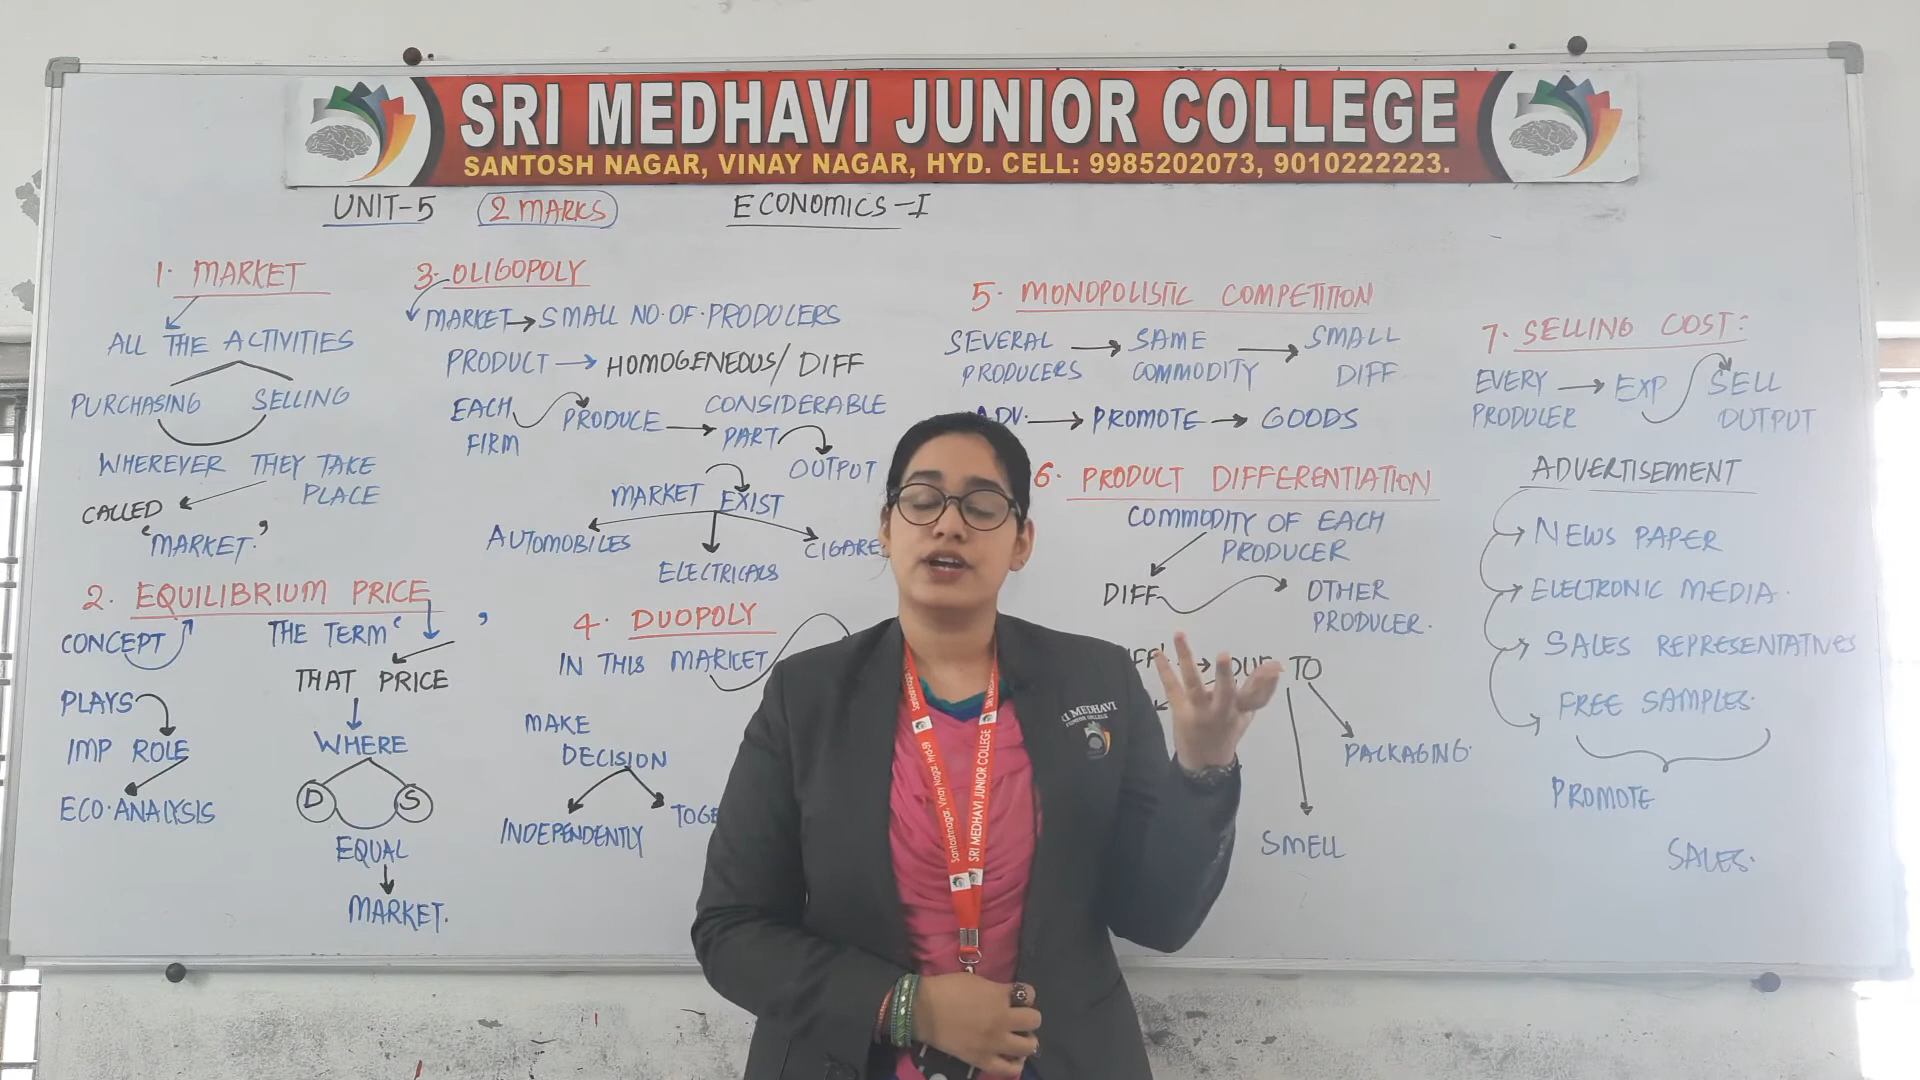 SRI MEDHAVI JUNIOR COLLEGE
SANTOSH NAGAR, VINAY NAGAR, HYD. CELL: 9985202073, 9010222223.
UNIT-5 2 MARKS ECONOMICS-I
1. MARKET
ALL THE ACTIVITIES
PURCHASING SELLING
WHEREVER THEY TAKE
PLACE
CALLED
'MARKET.'
2. EQUILIBRIUM PRICE
CONCEPT
THE TERM ' '
THAT PRICE
PLAYS
IMP ROLE
WHERE
ECO.ANALYSIS
D S
EQUAL
MARKET.
3. OLIGOPOLY
MARKET → SMALL NO.OF.PRODUCERS
PRODUCT → HOMOGENEOUS/ DIFF
EACH
FIRM
PRODUCE → CONSIDERABLE
PART
OUTPUT
MARKET EXIST
AUTOMOBILES
ELECTRICALS
4. DUOPOLY
IN THIS MARKET
MAKE
DECISION
INDEPENDENTLY
5. MONOPOLISTIC COMPETITION
SEVERAL → SAME → SMALL
PRODUCERS COMMODITY DIFF
ADV. → PROMOTE → GOODS
6. PRODUCT DIFFERENTIATION
COMMODITY OF EACH
PRODUCER
DIFF
OTHER
PRODUCER.
TO
PACKAGING.
SMELL
7. SELLING COST:
EVERY → EXP SELL
PRODUCER OUTPUT
ADVERTISEMENT
NEWS PAPER
ELECTRONIC MEDIA.
SALES REPRESENTATIVES
FREE SAMPLES.
PROMOTE
SALES.
MEDHAVI
SRI MEDHAVI JUNIOR COLLEGE